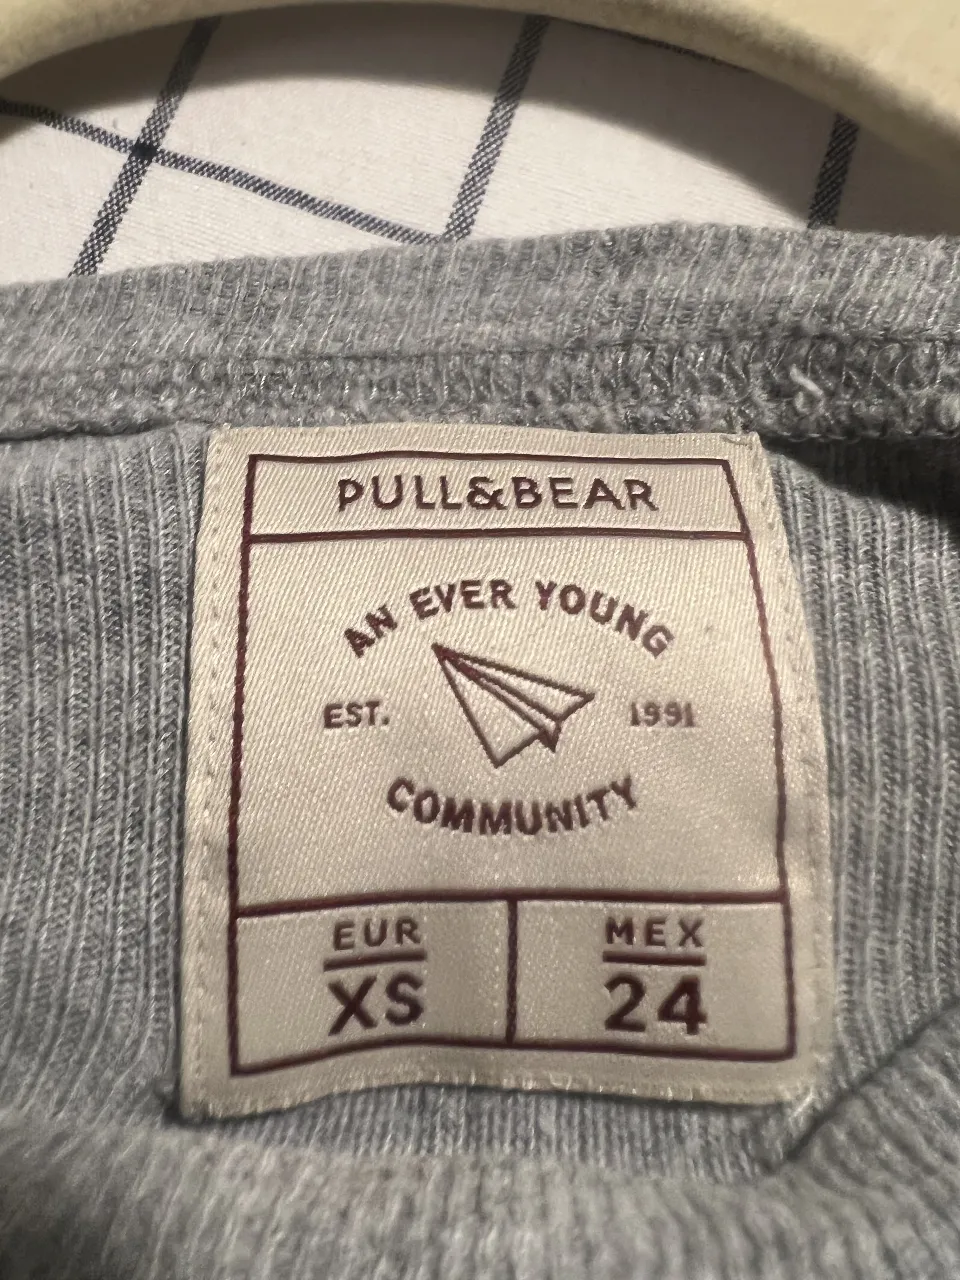 PULL&BEAR
AN EVER YOUNG
EST. 1991
COMMUNITY
EUR MEX
XS 24